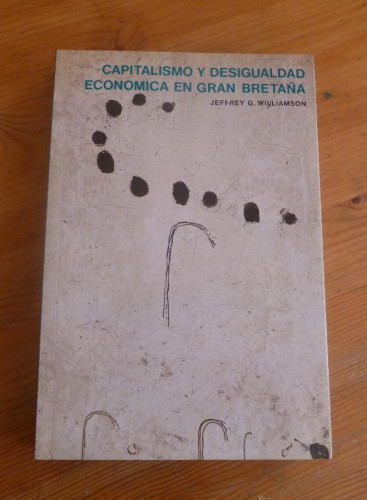 CAPITALISMO Y DESIGUALDAD
ECONOMICA EN GRAN BRETAÑA
JEFFREY G. WILLIAMSON